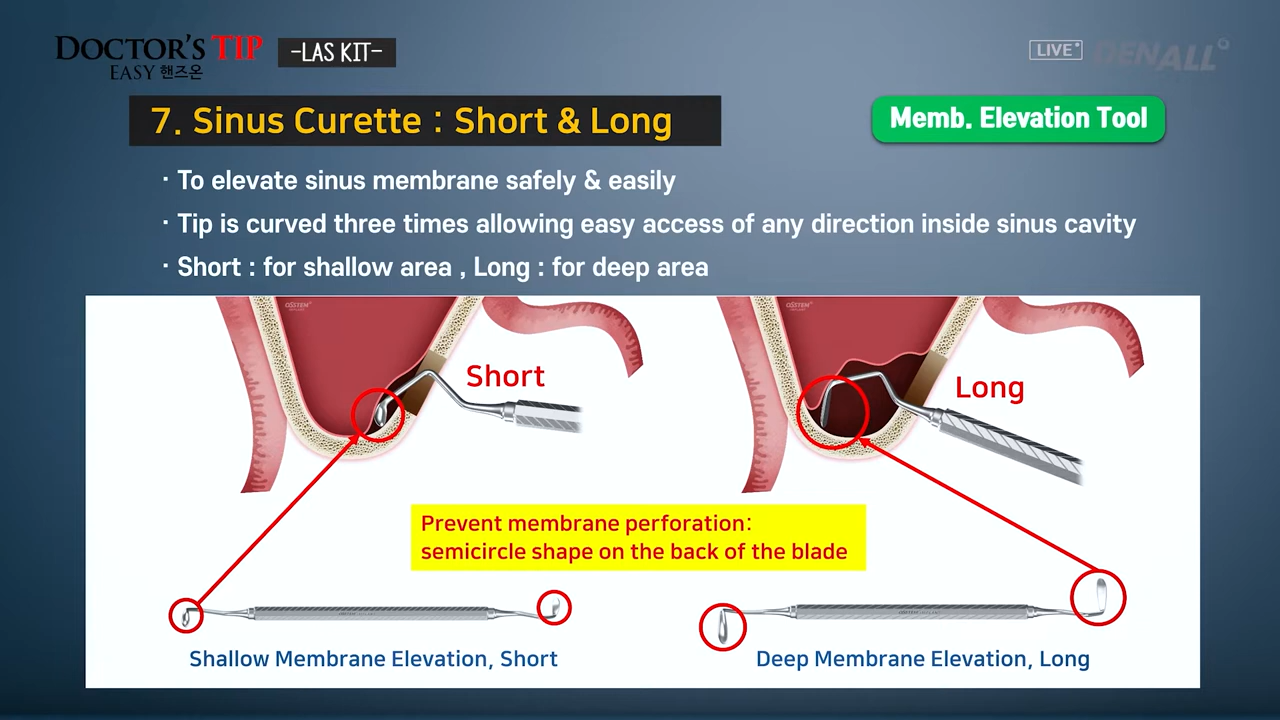 DOCTOR'S TIP
EASY 핸즈온
-LAS KIT-
LIVE
DENALL
7. Sinus Curette : Short & Long
Memb. Elevation Tool
· To elevate sinus membrane safely & easily
· Tip is curved three times allowing easy access of any direction inside sinus cavity
· Short : for shallow area , Long : for deep area
OSSTEM
IMPLANT
Short
OSSTEM
IMPLANT
Long
Prevent membrane perforation:
semicircle shape on the back of the blade
Shallow Membrane Elevation, Short
Deep Membrane Elevation, Long